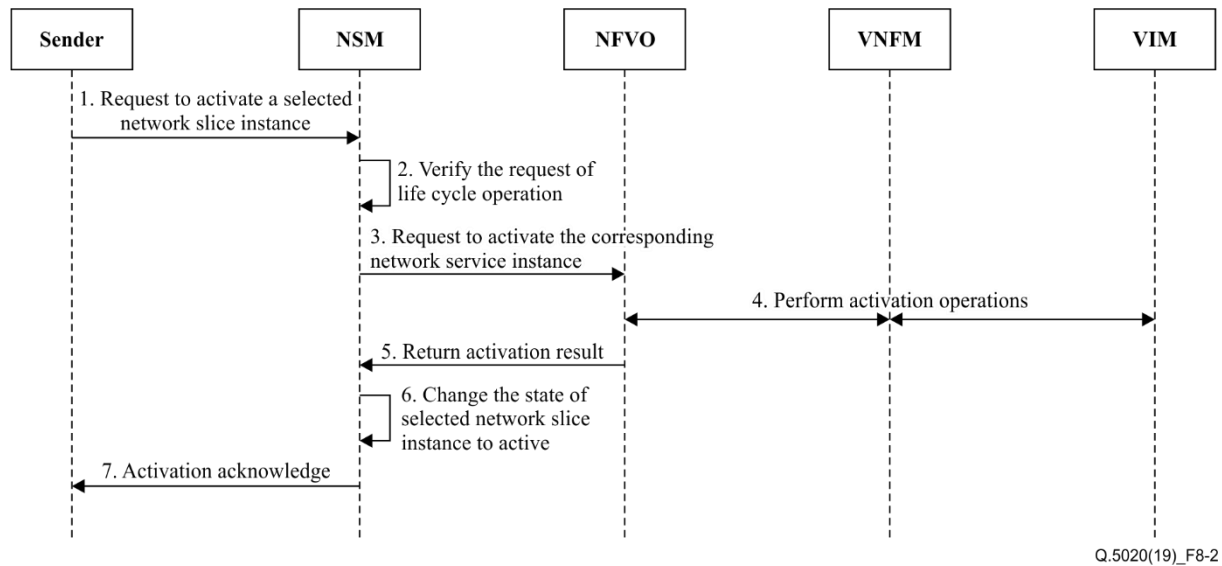 Sender
NSM
NFVO
VNFM
VIM
1. Request to activate a selected
network slice instance
2. Verify the request of
life cycle operation
3. Request to activate the corresponding
network service instance
4. Perform activation operations
5. Return activation result
6. Change the state of
selected network slice
instance to active
7. Activation acknowledge
Q.5020(19)_F8-2